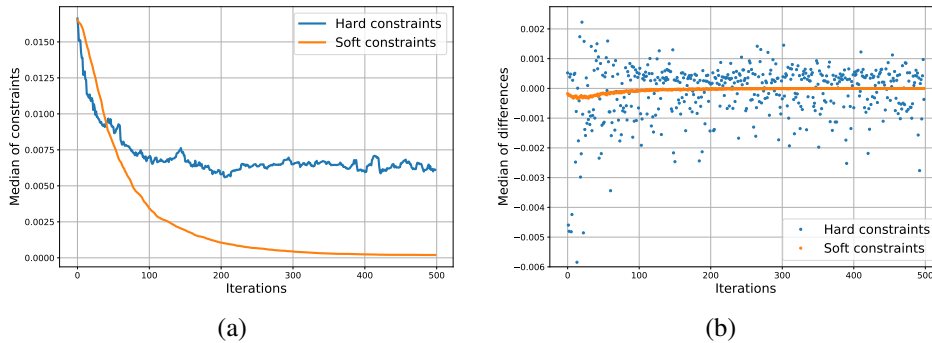 Hard constraints
Soft constraints
Median of constraints
0.0150
0.0125
0.0100
0.0075
0.0050
0.0025
0.0000
0 100 200 300 400 500
Iterations
(a)
Median of differences
0.002
0.001
0.000
−0.001
−0.002
−0.003
−0.004
−0.005
−0.006
Hard constraints
Soft constraints
0 100 200 300 400 500
Iterations
(b)